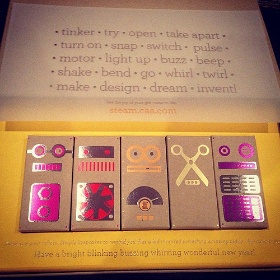 • tinker • try • open • take apart •
• turn on • snap • switch • pulse •
• motor • light up • buzz • beep •
• shake • bend • go • whirl • twirl •
• make • design • dream • invent!
steam.caa.com
Have a bright blinking buzzing whirring wonderful new year!